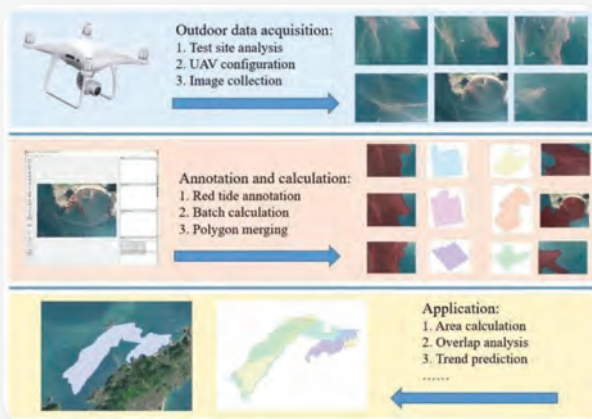 Outdoor data acquisition:
1. Test site analysis
2. UAV configuration
3. Image collection
Annotation and calculation:
1. Red tide annotation
2. Batch calculation
3. Polygon merging
Application:
1. Area calculation
2. Overlap analysis
3. Trend prediction
......